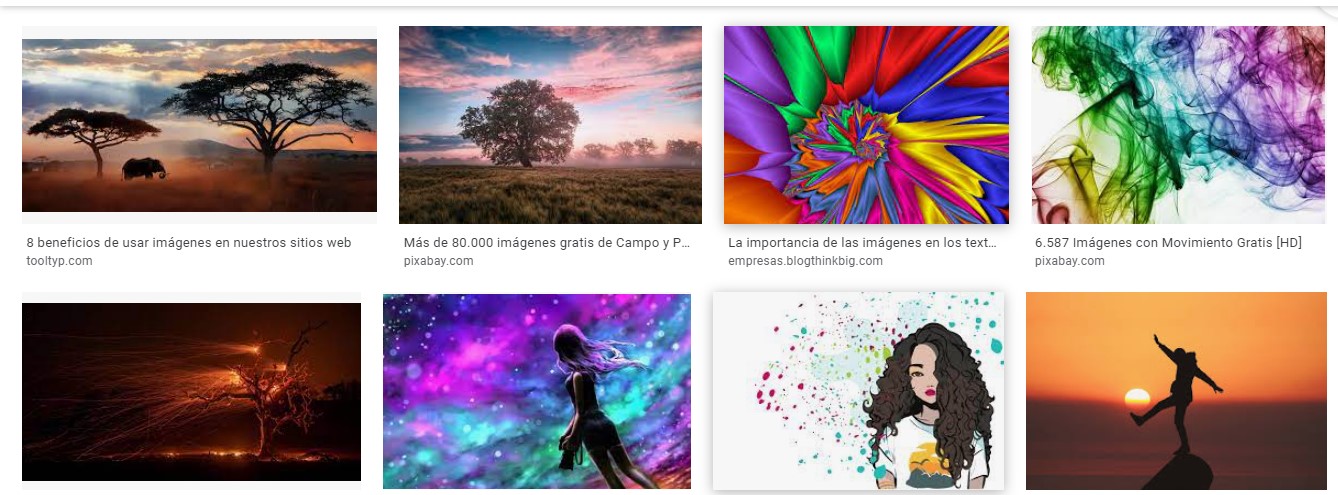 8 beneficios de usar imágenes en nuestros sitios web
tooltyp.com
Más de 80.000 imágenes gratis de Campo y P...
pixabay.com
La importancia de las imágenes en los text...
empresas.blogthinkbig.com
6.587 Imágenes con Movimiento Gratis [HD]
pixabay.com